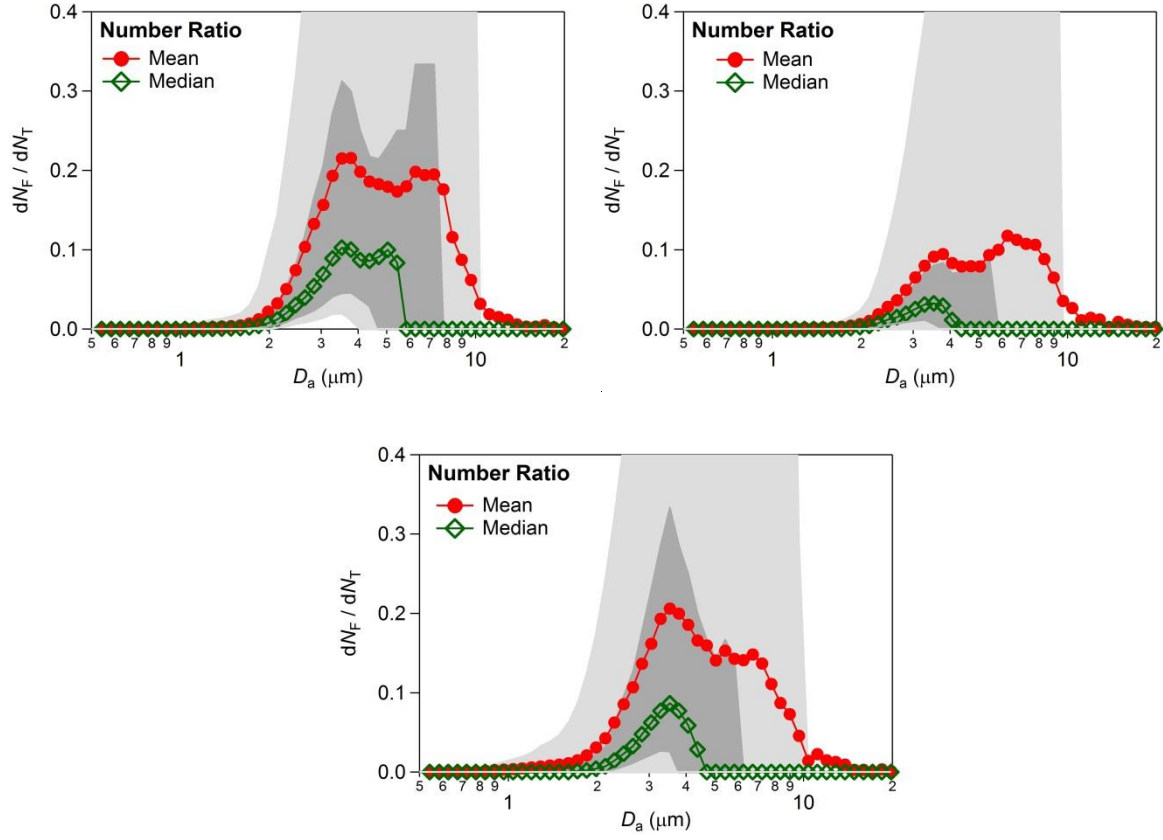 0.4
0.3
0.2
0.1
0.0
dN_F / dN_T
Number Ratio
Mean
Median
5 6 7 8 9 2 3 4 5 6 7 8 9 2
1 10
D_a (μm)
0.4
0.3
0.2
0.1
0.0
dN_F / dN_T
Number Ratio
Mean
Median
5 6 7 8 9 2 3 4 5 6 7 8 9 2
1 10
D_a (μm)
0.4
0.3
0.2
0.1
0.0
dN_F / dN_T
Number Ratio
Mean
Median
5 6 7 8 9 2 3 4 5 6 7 8 9 2
1 10
D_a (μm)